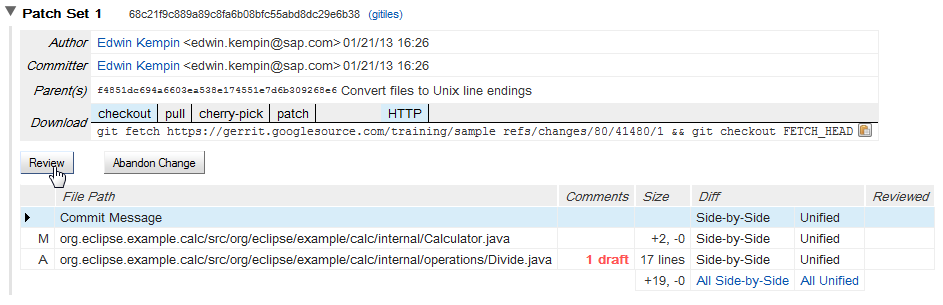 Patch Set 1 68c21f9c889a89c8fa6b08bfc55abd8dc29e6b38 (gitiles)
Author Edwin Kempin <edwin.kempin@sap.com> 01/21/13 16:26
Committer Edwin Kempin <edwin.kempin@sap.com> 01/21/13 16:26
Parent(s) f4851dc694a6603ea538e174551e7d6b309268e6 Convert files to Unix line endings
Download checkout pull cherry-pick patch HTTP
git fetch https://gerrit.googlesource.com/training/sample refs/changes/80/41480/1 && git checkout FETCH_HEAD
Review Abandon Change
File Path Comments Size Diff Reviewed
Commit Message Side-by-Side Unified
M org.eclipse.example.calc/src/org/eclipse/example/calc/internal/Calculator.java +2, -0 Side-by-Side Unified
A org.eclipse.example.calc/src/org/eclipse/example/calc/internal/operations/Divide.java 1 draft 17 lines Side-by-Side Unified
+19, -0 All Side-by-Side All Unified